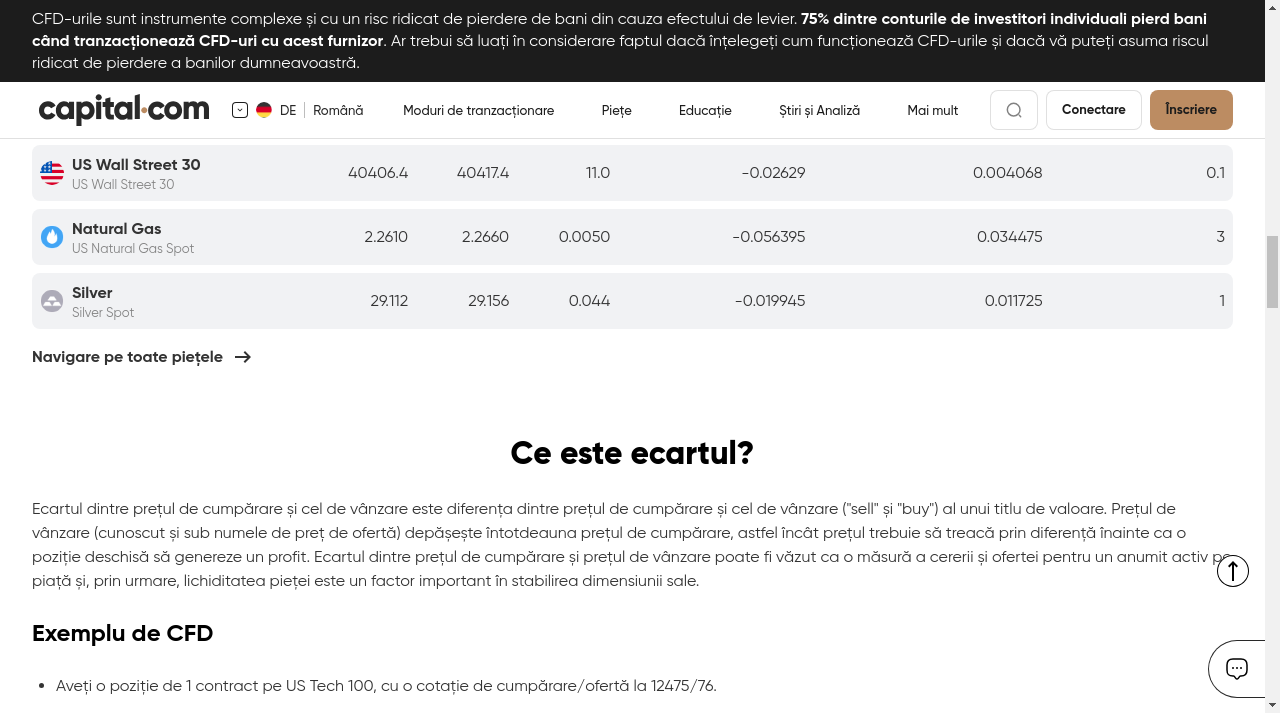 CFD-urile sunt instrumente complexe și cu un risc ridicat de pierdere de bani din cauza efectului de levier. 75% dintre conturile de investitori individuali pierd bani
când tranzacționează CFD-uri cu acest furnizor. Ar trebui să luați în considerare faptul dacă înțelegeți cum funcționează CFD-urile și dacă vă puteți asuma riscul
ridicat de pierdere a banilor dumneavoastră.
capital.com DE Română Moduri de tranzacționare Piețe Educație Știri și Analiză Mai mult Conectare Înscriere
US Wall Street 30 40406.4 40417.4 11.0 -0.02629 0.004068 0.1
US Wall Street 30
Natural Gas 2.2610 2.2660 0.0050 -0.056395 0.034475 3
US Natural Gas Spot
Silver 29.112 29.156 0.044 -0.019945 0.011725 1
Silver Spot
Navigare pe toate piețele
Ce este ecartul?
Ecartul dintre prețul de cumpărare și cel de vânzare este diferența dintre prețul de cumpărare și cel de vânzare ("sell" și "buy") al unui titlu de valoare. Prețul de
vânzare (cunoscut și sub numele de preț de ofertă) depășește întotdeauna prețul de cumpărare, astfel încât prețul trebuie să treacă prin diferență înainte ca o
poziție deschisă să genereze un profit. Ecartul dintre prețul de cumpărare și prețul de vânzare poate fi văzut ca o măsură a cererii și ofertei pentru un anumit activ pe
piață și, prin urmare, lichiditatea pieței este un factor important în stabilirea dimensiunii sale.
Exemplu de CFD
Aveți o poziție de 1 contract pe US Tech 100, cu o cotație de cumpărare/ofertă la 12475/76.